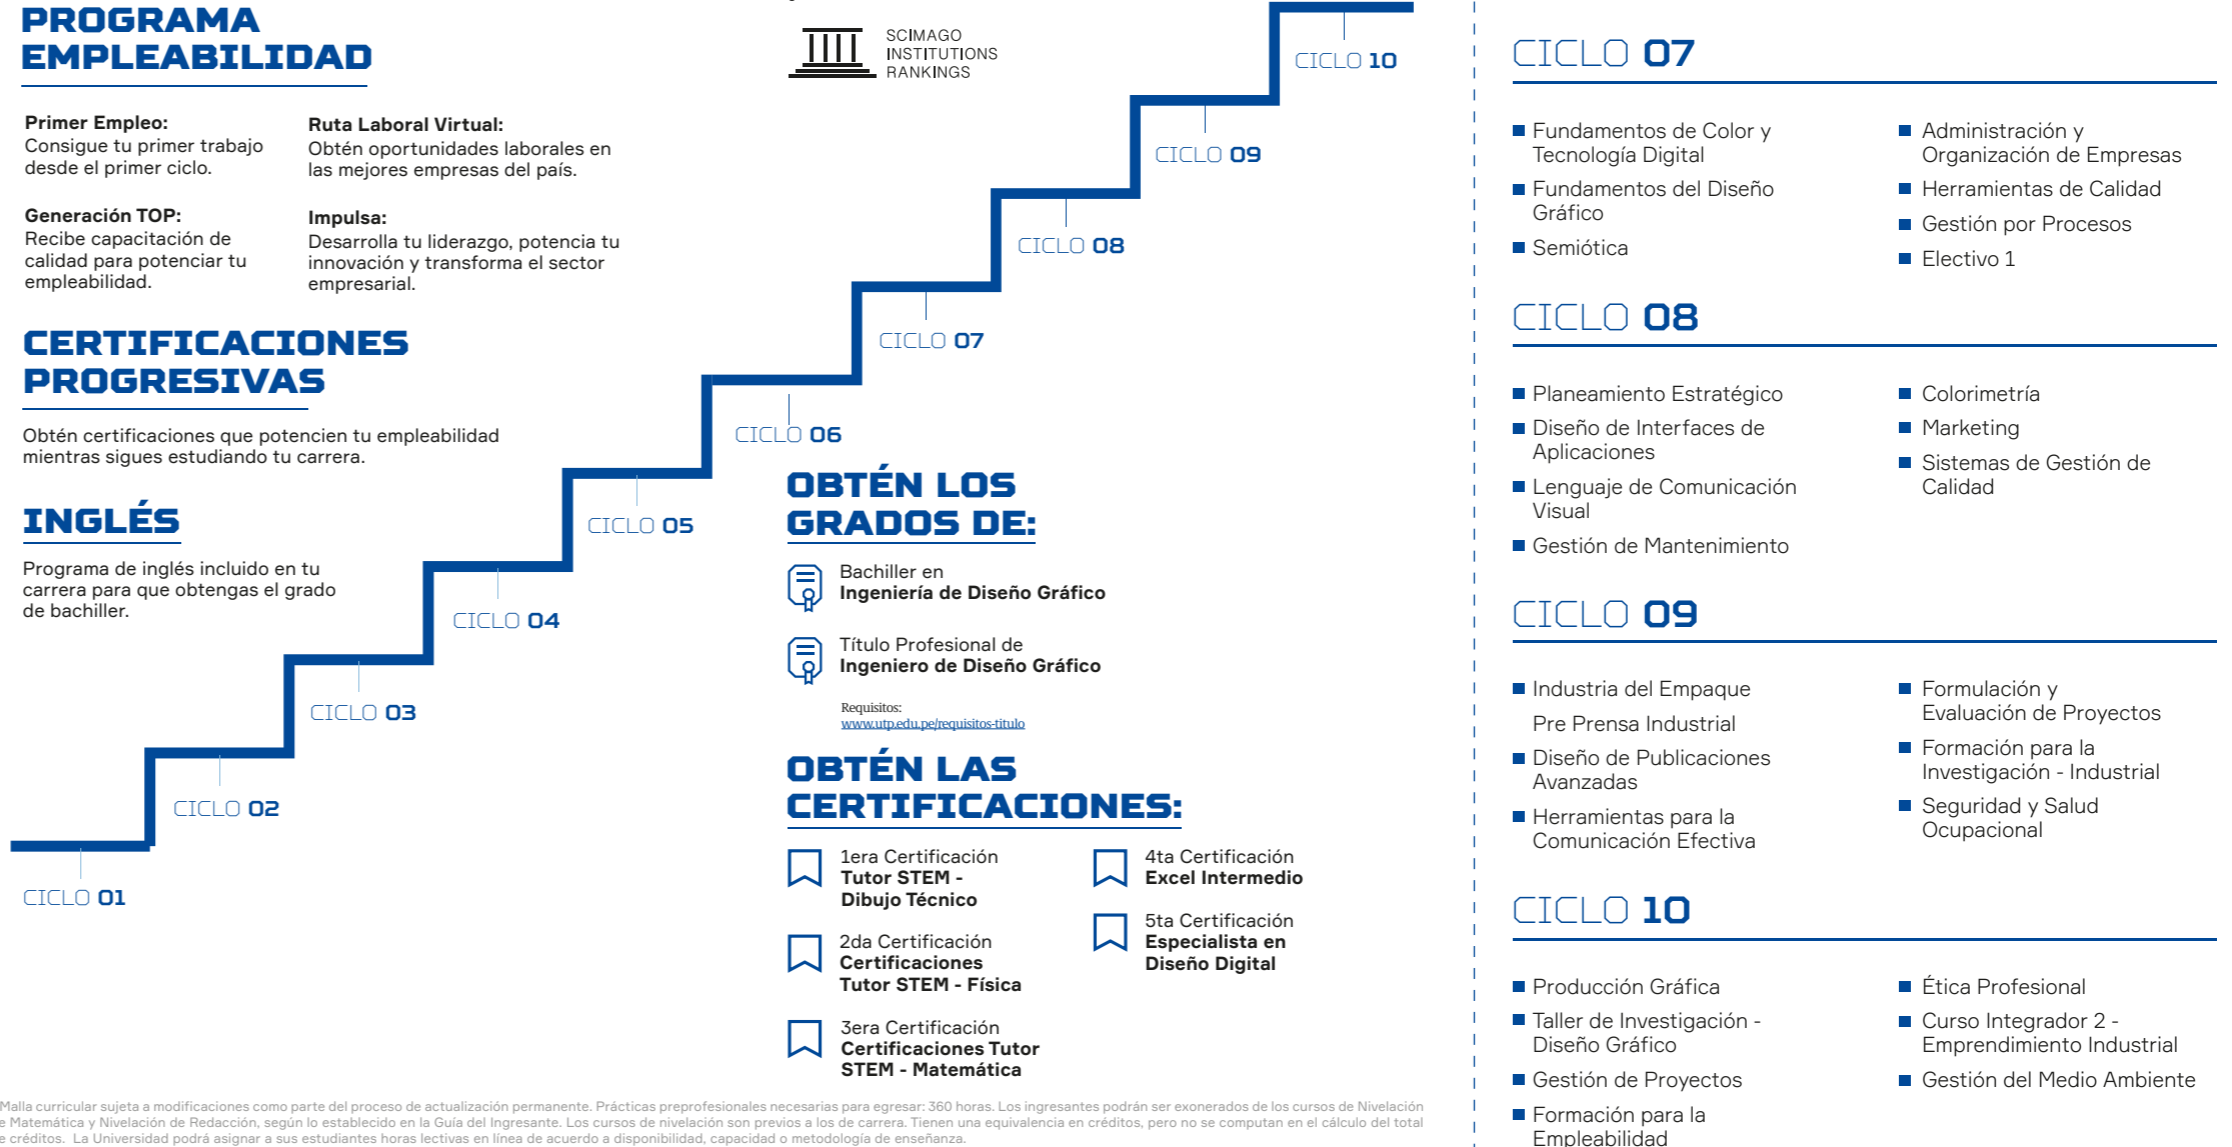 PROGRAMA
EMPLEABILIDAD
Primer Empleo:
Consigue tu primer trabajo
desde el primer ciclo.
Ruta Laboral Virtual:
Obtén oportunidades laborales en
las mejores empresas del país.
Generación TOP:
Recibe capacitación de
calidad para potenciar tu
empleabilidad.
Impulsa:
Desarrolla tu liderazgo, potencia tu
innovación y transforma el sector
empresarial.
CERTIFICACIONES
PROGRESIVAS
Obtén certificaciones que potencien tu empleabilidad
mientras sigues estudiando tu carrera.
INGLÉS
Programa de inglés incluido en tu
carrera para que obtengas el grado
de bachiller.
SCIMAGO
INSTITUTIONS
RANKINGS
CICLO 01
CICLO 02
CICLO 03
CICLO 04
CICLO 05
CICLO 06
CICLO 07
CICLO 08
CICLO 09
CICLO 10
OBTÉN LOS
GRADOS DE:
Bachiller en
Ingeniería de Diseño Gráfico
Título Profesional de
Ingeniero de Diseño Gráfico
Requisitos:
www.utp.edu.pe/requisitos-titulo
OBTÉN LAS
CERTIFICACIONES:
1era Certificación
Tutor STEM -
Dibujo Técnico
2da Certificación
Certificaciones
Tutor STEM - Física
3era Certificación
Certificaciones Tutor
STEM - Matemática
4ta Certificación
Excel Intermedio
5ta Certificación
Especialista en
Diseño Digital
Malla curricular sujeta a modificaciones como parte del proceso de actualización permanente. Prácticas preprofesionales necesarias para egresar: 360 horas. Los ingresantes podrán ser exonerados de los cursos de Nivelación
e Matemática y Nivelación de Redacción, según lo establecido en la Guía del Ingresante. Los cursos de nivelación son previos a los de carrera. Tienen una equivalencia en créditos, pero no se computan en el cálculo del total
e créditos. La Universidad podrá asignar a sus estudiantes horas lectivas en línea de acuerdo a disponibilidad, capacidad o metodología de enseñanza.
CICLO 07
Fundamentos de Color y
Tecnología Digital
Fundamentos del Diseño
Gráfico
Semiótica
Administración y
Organización de Empresas
Herramientas de Calidad
Gestión por Procesos
Electivo 1
CICLO 08
Planeamiento Estratégico
Diseño de Interfaces de
Aplicaciones
Lenguaje de Comunicación
Visual
Gestión de Mantenimiento
Colorimetría
Marketing
Sistemas de Gestión de
Calidad
CICLO 09
Industria del Empaque
Pre Prensa Industrial
Diseño de Publicaciones
Avanzadas
Herramientas para la
Comunicación Efectiva
Formulación y
Evaluación de Proyectos
Formación para la
Investigación - Industrial
Seguridad y Salud
Ocupacional
CICLO 10
Producción Gráfica
Taller de Investigación -
Diseño Gráfico
Gestión de Proyectos
Formación para la
Empleabilidad
Ética Profesional
Curso Integrador 2 -
Emprendimiento Industrial
Gestión del Medio Ambiente